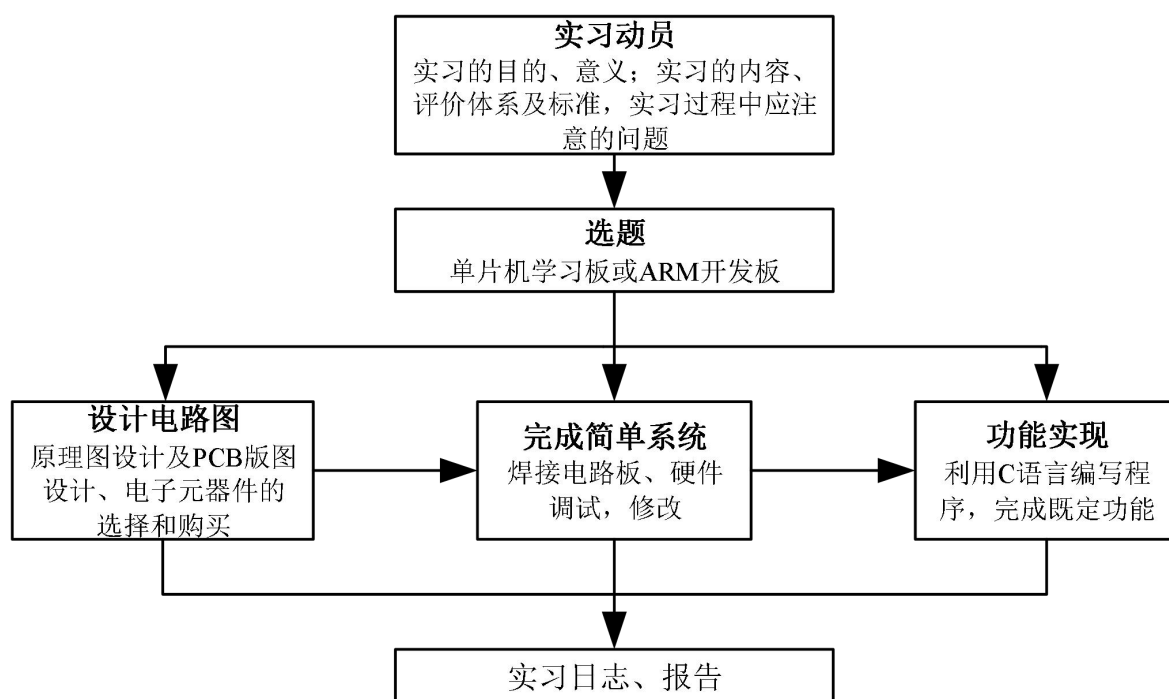 实习动员
实习的目的、意义；实习的内容、
评价体系及标准，实习过程中应注
意的问题
选题
单片机学习板或ARM开发板
设计电路图
原理图设计及PCB版图
设计、电子元器件的
选择和购买
完成简单系统
焊接电路板、硬件
调试，修改
功能实现
利用C语言编写程
序，完成既定功能
实习日志、报告